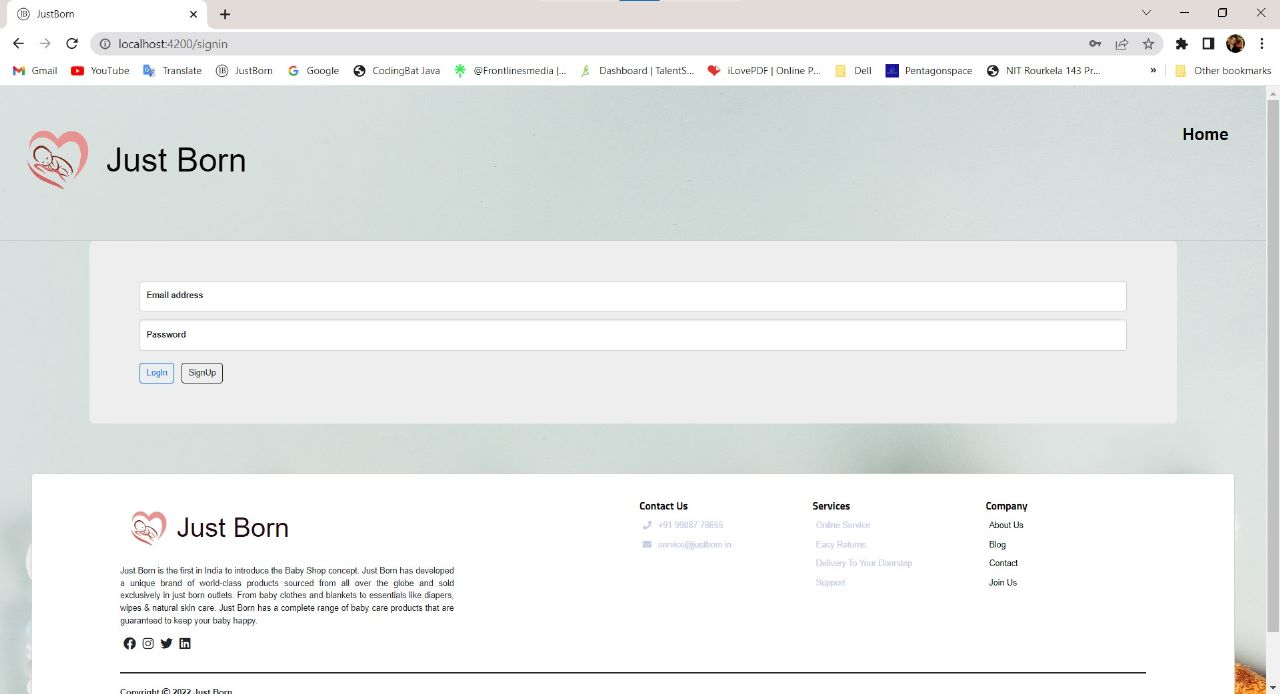 JustBorn
localhost:4200/signin
Gmail
YouTube
Translate
JustBorn
Google
CodingBat Java
@Frontlinesmedia |...
Dashboard | TalentS...
iLovePDF | Online P...
Dell
Pentagonspace
NIT Rourkela 143 Pr...
»
Other bookmarks
Just Born
Home
Email address
Password
LogIn
SignUp
Just Born
Just Born is the first in India to introduce the Baby Shop concept. Just Born has developed
a unique brand of world-class products sourced from all over the globe and sold
exclusively in just born outlets. From baby clothes and blankets to essentials like diapers,
wipes & natural skin care. Just Born has a complete range of baby care products that are
guaranteed to keep your baby happy.
Contact Us
+91 99887 76655
service@justborn.in
Services
Online Service
Easy Returns
Delivery To Your Doorstep
Support
Company
About Us
Blog
Contact
Join Us
Copyright © 2022 Just Born